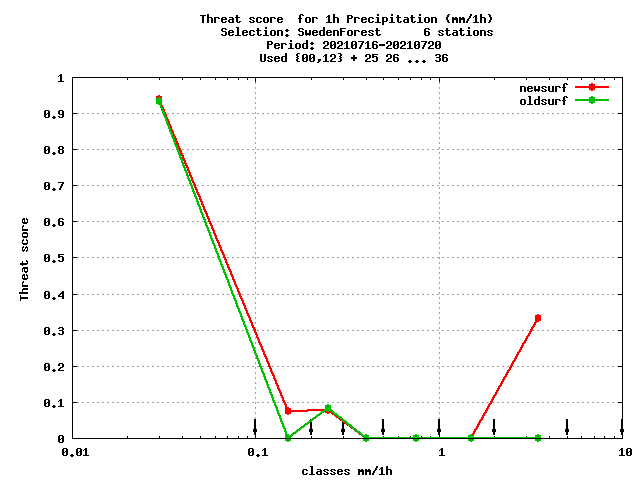 Threat score  for 1h Precipitation (mm/1h)
Selection: SwedenForest      6 stations
Period: 20210716-20210720
Used {00,12} + 25 26 ... 36
newsurf
oldsurf
1
0.9
0.8
0.7
0.6
0.5
0.4
0.3
0.2
0.1
0
Threat score
0.01
0.1
1
10
classes mm/1h